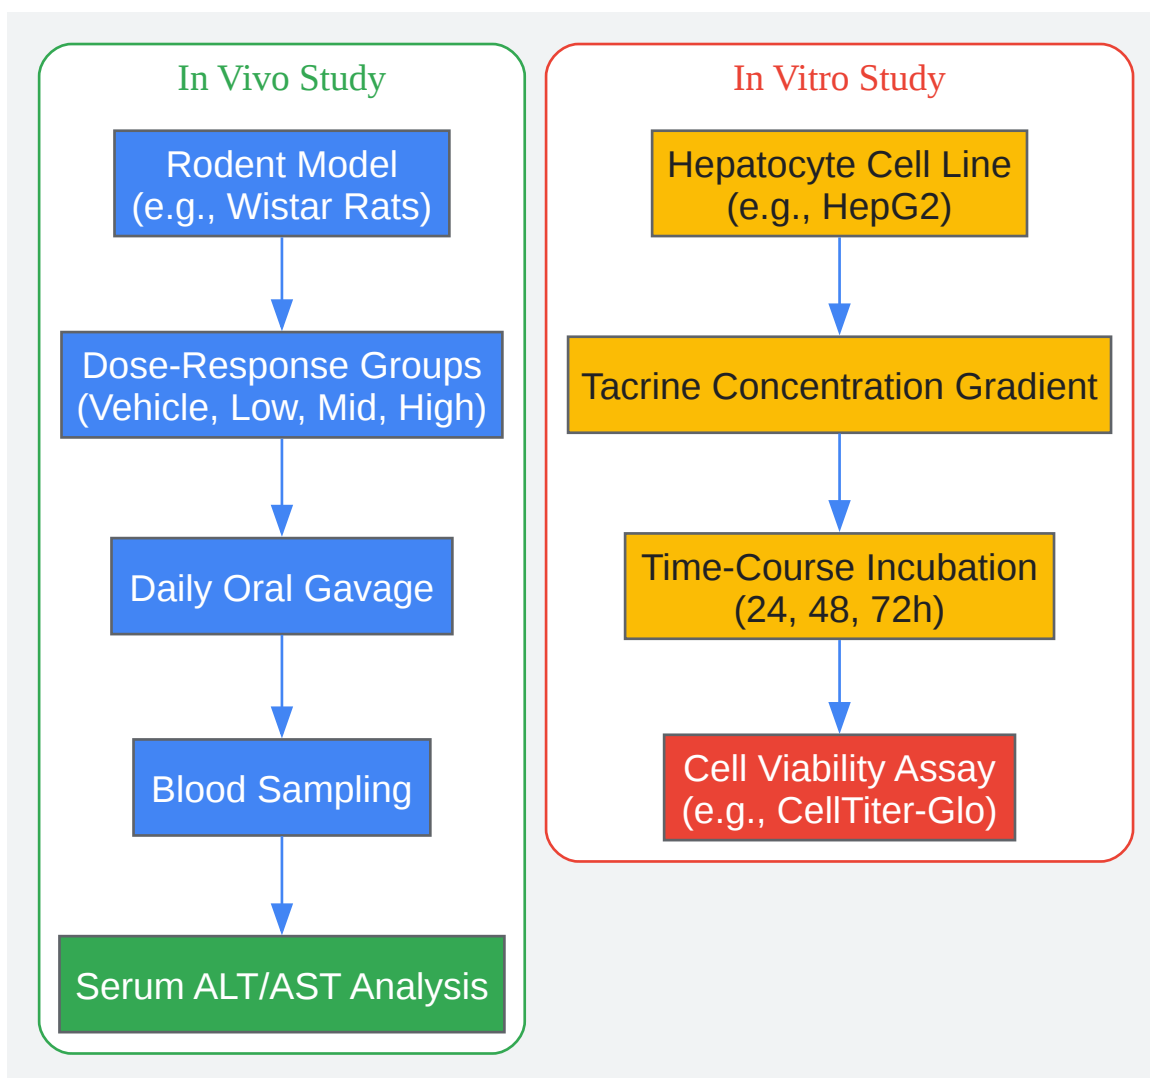 In Vivo Study
Rodent Model
(e.g., Wistar Rats)
Dose-Response Groups
(Vehicle, Low, Mid, High)
Daily Oral Gavage
Blood Sampling
Serum ALT/AST Analysis
In Vitro Study
Hepatocyte Cell Line
(e.g., HepG2)
Tacrine Concentration Gradient
Time-Course Incubation
(24, 48, 72h)
Cell Viability Assay
(e.g., CellTiter-Glo)